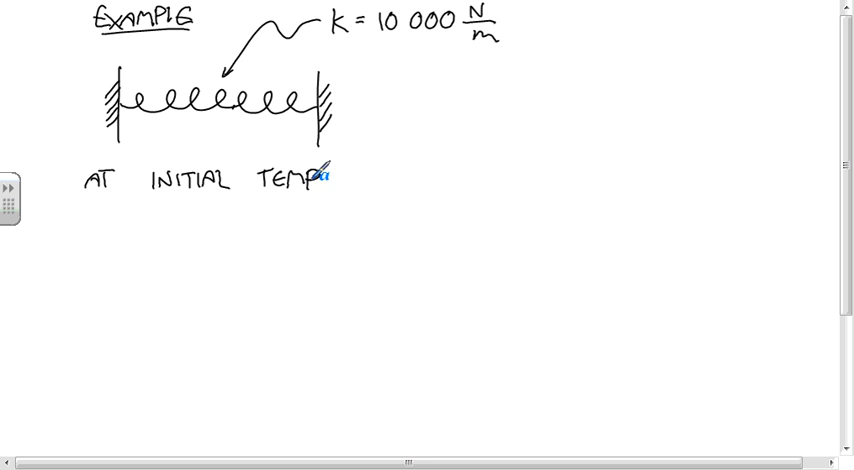 EXAMPLE
k = 10 000 N/m
AT INITIAL TEMP